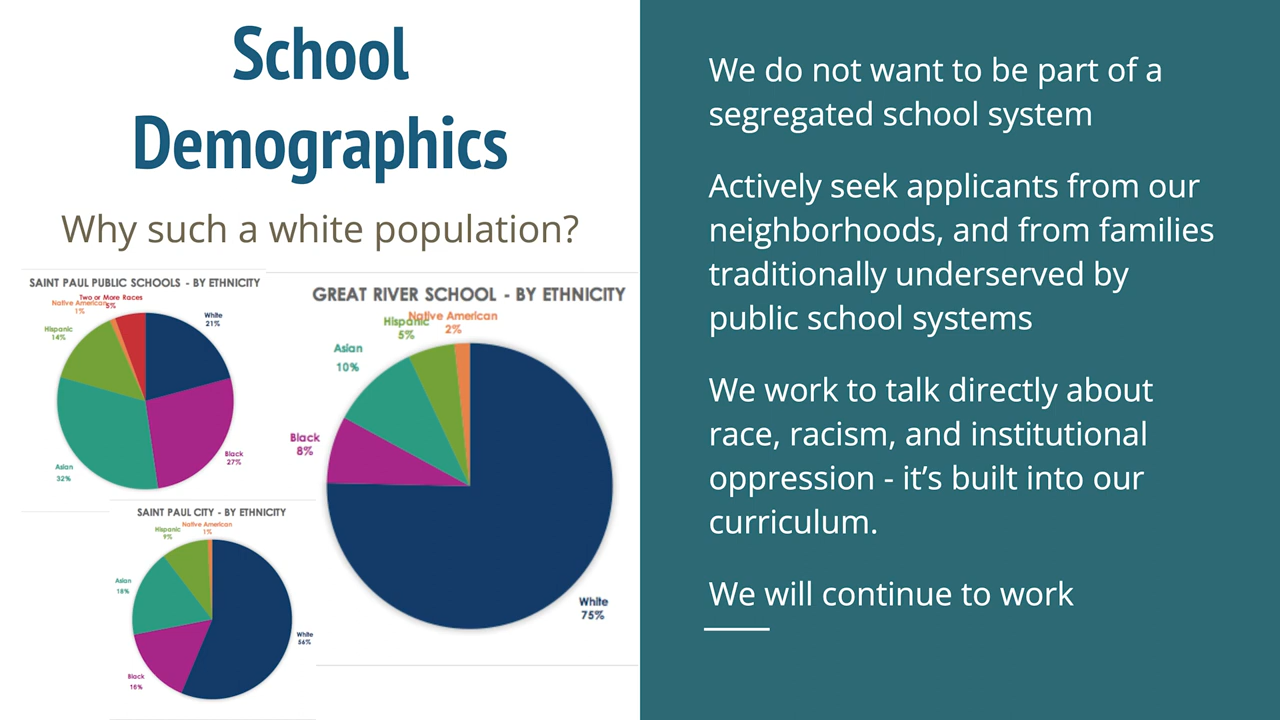 School
Demographics
Why such a white population?
SAINT PAUL PUBLIC SCHOOLS - BY ETHNICITY
Two or More Races
5%
Native American
1%
White
21%
Hispanic
14%
Black
27%
Asian
32%
GREAT RIVER SCHOOL - BY ETHNICITY
Native American
2%
Hispanic
5%
Asian
10%
Black
8%
White
75%
SAINT PAUL CITY - BY ETHNICITY
Native American
1%
Hispanic
9%
Asian
18%
White
56%
Black
16%
We do not want to be part of a
segregated school system
Actively seek applicants from our
neighborhoods, and from families
traditionally underserved by
public school systems
We work to talk directly about
race, racism, and institutional
oppression - it’s built into our
curriculum.
We will continue to work